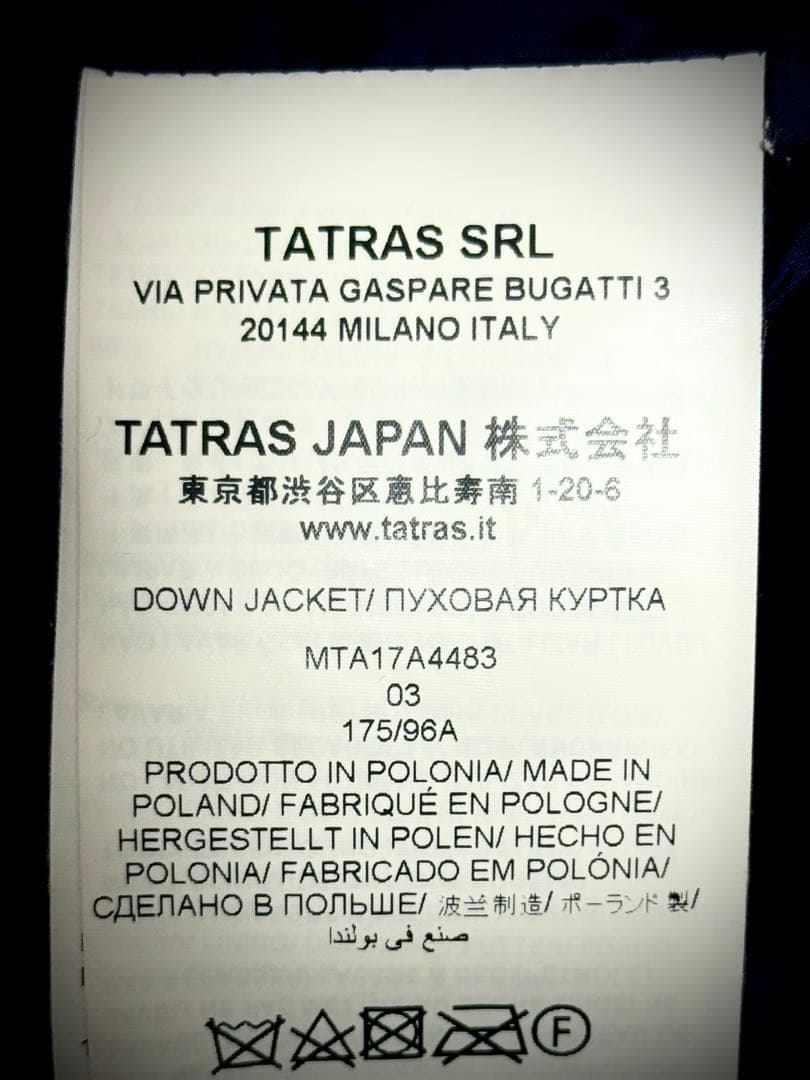 TATRAS SRL
VIA PRIVATA GASPARE BUGATTI 3
20144 MILANO ITALY
TATRAS JAPAN 株式会社
東京都渋谷区恵比寿南 1-20-6
www.tatras.it
DOWN JACKET/ ПУХОВАЯ КУРТКА
MTA17A4483
03
175/96A
PRODOTTO IN POLONIA/ MADE IN
POLAND/ FABRIQUÉ EN POLOGNE/
HERGESTELLT IN POLEN/ HECHO EN
POLONIA/ FABRICADO EM POLÓNIA/
СДЕЛАНО В ПОЛЬШЕ/ 波兰制造/ ポーランド 製/
صنع في بولندا
F